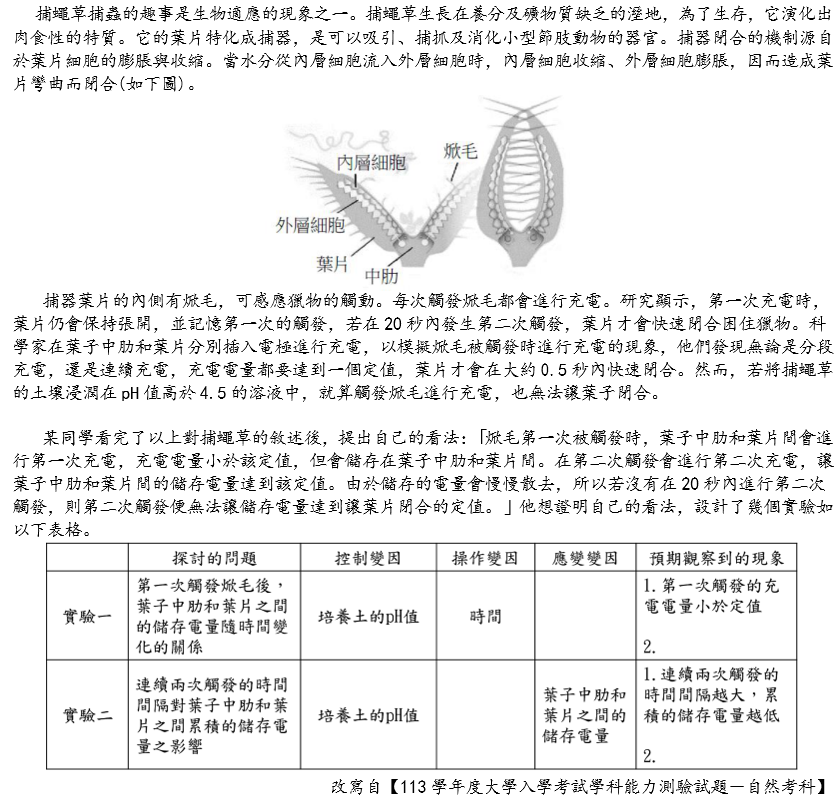 捕蠅草捕蟲的趣事是生物適應的現象之一。捕蠅草生長在養分及礦物質缺乏的溼地，為了生存，它演化出
肉食性的特質。它的葉片特化成捕器，是可以吸引、捕抓及消化小型節肢動物的器官。捕器閉合的機制源自
於葉片細胞的膨脹與收縮。當水分從內層細胞流入外層細胞時，內層細胞收縮、外層細胞膨脹，因而造成葉
片彎曲而閉合(如下圖)。
內層細胞
焮毛
外層細胞
葉片
中肋
捕器葉片的內側有焮毛，可感應獵物的觸動。每次觸發焮毛都會進行充電。研究顯示，第一次充電時，
葉片仍會保持張開，並記憶第一次的觸發，若在 20 秒內發生第二次觸發，葉片才會快速閉合困住獵物。科
學家在葉子中肋和葉片分別插入電極進行充電，以模擬焮毛被觸發時進行充電的現象，他們發現無論是分段
充電，還是連續充電，充電電量都要達到一個定值，葉片才會在大約 0.5 秒內快速閉合。然而，若將捕蠅草
的土壤浸潤在 pH 值高於 4.5 的溶液中，就算觸發焮毛進行充電，也無法讓葉子閉合。
某同學看完了以上對捕蠅草的敘述後，提出自己的看法：「焮毛第一次被觸發時，葉子中肋和葉片間會進
行第一次充電，充電電量小於該定值，但會儲存在葉子中肋和葉片間。在第二次觸發會進行第二次充電，讓
葉子中肋和葉片間的儲存電量達到該定值。由於儲存的電量會慢慢散去，所以若沒有在 20 秒內進行第二次
觸發，則第二次觸發便無法讓儲存電量達到讓葉片閉合的定值。」他想證明自己的看法，設計了幾個實驗如
以下表格。
探討的問題 控制變因 操作變因 應變變因 預期觀察到的現象
實驗一
第一次觸發焮毛後，
葉子中肋和葉片之間
的儲存電量隨時間變
化的關係
培養土的pH值
時間
1.第一次觸發的充
電電量小於定值
2.
實驗二
連續兩次觸發的時間
間隔對葉子中肋和葉
片之間累積的儲存電
量之影響
培養土的pH值
葉子中肋和
葉片之間的
儲存電量
1.連續兩次觸發的
時間間隔越大，累
積的儲存電量越低
2.
改寫自【113 學年度大學入學考試學科能力測驗試題－自然考科】